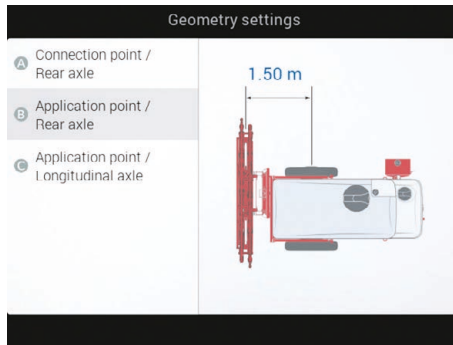 Geometry settings
A Connection point /
Rear axle
1.50 m
B Application point /
Rear axle
C Application point /
Longitudinal axle